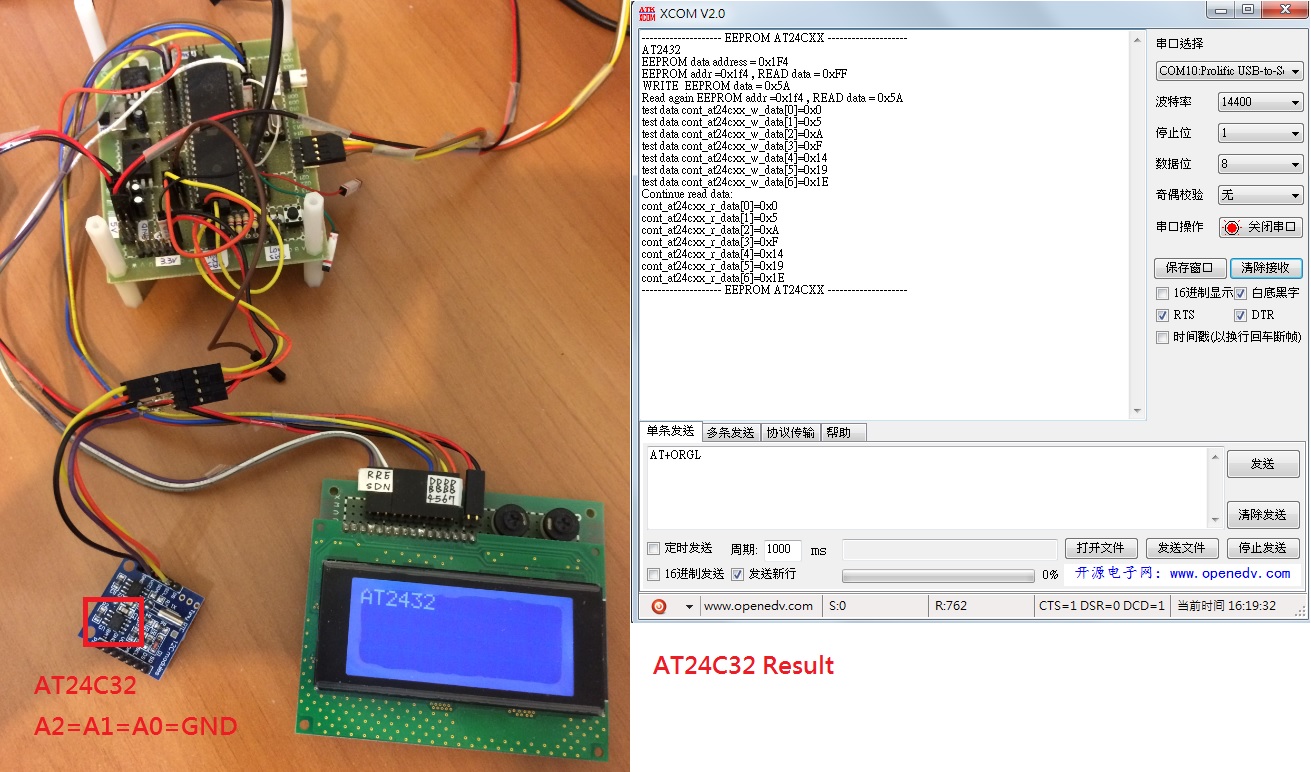 5V
GND
3.3V
RRE
SDN
DDDD
BBBB
4567
AT2432
I2C modules
AT24C32
A2=A1=A0=GND
ATK
XCOM
XCOM V2.0
-------------------- EEPROM AT24CXX --------------------
AT2432
EEPROM data address = 0x1F4
EEPROM addr =0x1f4 , READ data = 0xFF
WRITE  EEPROM data = 0x5A
Read again EEPROM addr =0x1f4 , READ data = 0x5A
test data cont_at24cxx_w_data[0]=0x0
test data cont_at24cxx_w_data[1]=0x5
test data cont_at24cxx_w_data[2]=0xA
test data cont_at24cxx_w_data[3]=0xF
test data cont_at24cxx_w_data[4]=0x14
test data cont_at24cxx_w_data[5]=0x19
test data cont_at24cxx_w_data[6]=0x1E
Continue read data:
cont_at24cxx_r_data[0]=0x0
cont_at24cxx_r_data[1]=0x5
cont_at24cxx_r_data[2]=0xA
cont_at24cxx_r_data[3]=0xF
cont_at24cxx_r_data[4]=0x14
cont_at24cxx_r_data[5]=0x19
cont_at24cxx_r_data[6]=0x1E
-------------------- EEPROM AT24CXX --------------------
串口选择
COM10:Prolific USB-to-Se
波特率 14400
停止位 1
数据位 8
奇偶校验 无
串口操作 关闭串口
保存窗口 清除接收
16进制显示 白底黑字
RTS DTR
时间戳(以换行回车断帧)
单条发送 多条发送 协议传输 帮助
AT+ORGL
发送
清除发送
定时发送 周期: 1000 ms 打开文件 发送文件 停止发送
16进制发送 发送新行 0% 开源电子网: www.openedv.com
www.openedv.com S:0 R:762 CTS=1 DSR=0 DCD=1 当前时间 16:19:32
AT24C32 Result